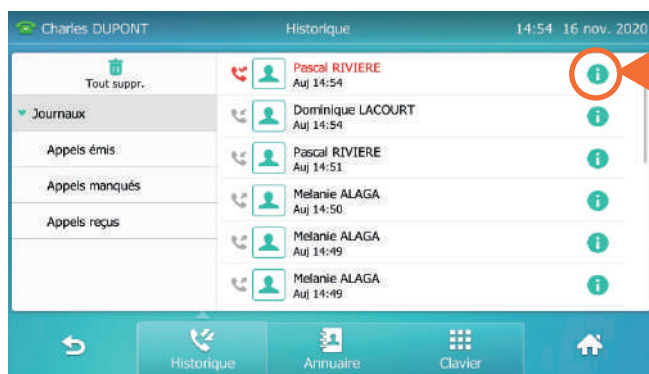 Charles DUPONT Historique 14:54 16 nov. 2020
Tout suppr.
Journaux
Appels émis
Appels manqués
Appels reçus
Pascal RIVIERE
Auj 14:54
Dominique LACOURT
Auj 14:54
Pascal RIVIERE
Auj 14:51
Melanie ALAGA
Auj 14:50
Melanie ALAGA
Auj 14:49
Melanie ALAGA
Auj 14:49
Historique Annuaire Clavier